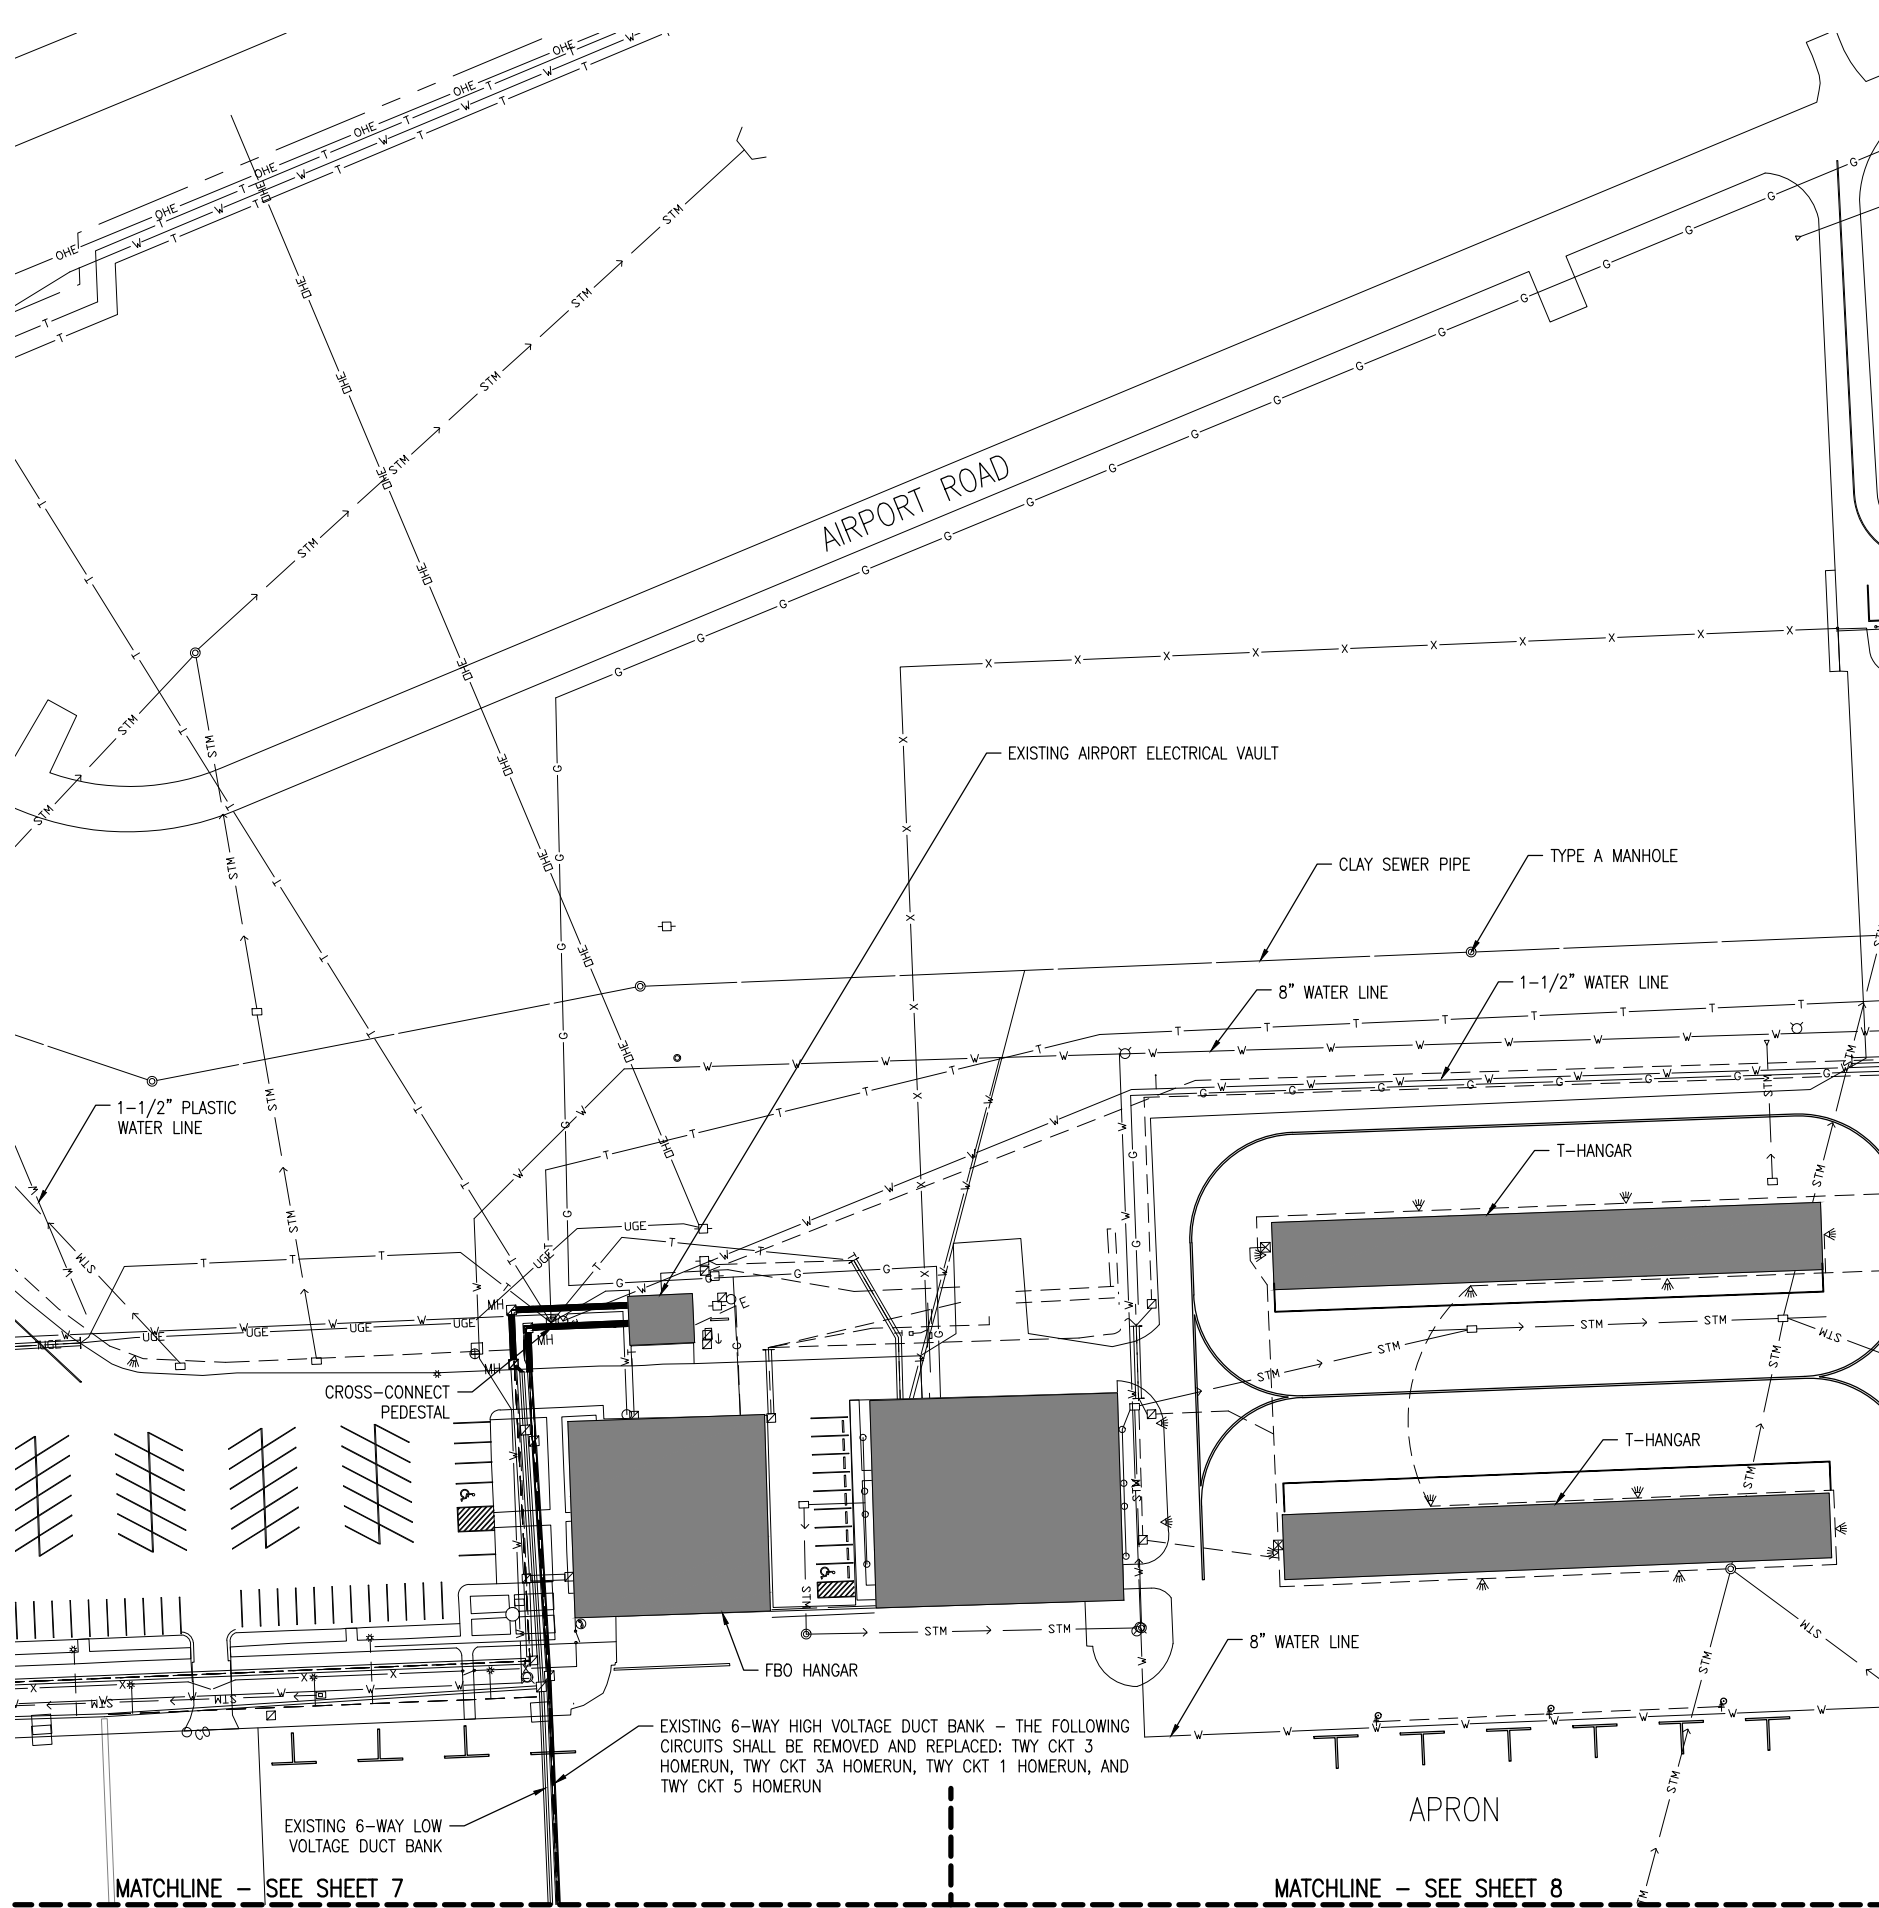 AIRPORT ROAD
EXISTING AIRPORT ELECTRICAL VAULT
CLAY SEWER PIPE
TYPE A MANHOLE
8” WATER LINE
1-1/2” WATER LINE
1-1/2” PLASTIC
WATER LINE
T-HANGAR
MH
MH
MH
CROSS-CONNECT
PEDESTAL
T-HANGAR
8” WATER LINE
FBO HANGAR
EXISTING 6-WAY HIGH VOLTAGE DUCT BANK - THE FOLLOWING
CIRCUITS SHALL BE REMOVED AND REPLACED: TWY CKT 3
HOMERUN, TWY CKT 3A HOMERUN, TWY CKT 1 HOMERUN, AND
TWY CKT 5 HOMERUN
EXISTING 6-WAY LOW
VOLTAGE DUCT BANK
CO
APRON
MATCHLINE - SEE SHEET 7
MATCHLINE - SEE SHEET 8